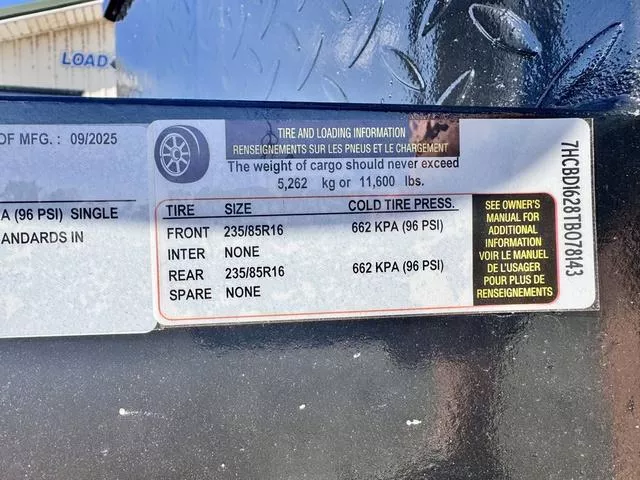 LOAD
OF MFG. : 09/2025
A (96 PSI) SINGLE
ANDARDS IN
TIRE AND LOADING INFORMATION
RENSEIGNEMENTS SUR LES PNEUS ET LE CHARGEMENT
The weight of cargo should never exceed
5,262 kg or 11,600 lbs.
TIRE SIZE COLD TIRE PRESS.
FRONT 235/85R16 662 KPA (96 PSI)
INTER NONE
REAR 235/85R16 662 KPA (96 PSI)
SPARE NONE
SEE OWNER'S
MANUAL FOR
ADDITIONAL
INFORMATION
VOIR LE MANUEL
DE L'USAGER
POUR PLUS DE
RENSEIGNEMENTS
7HCBD1628TB078143